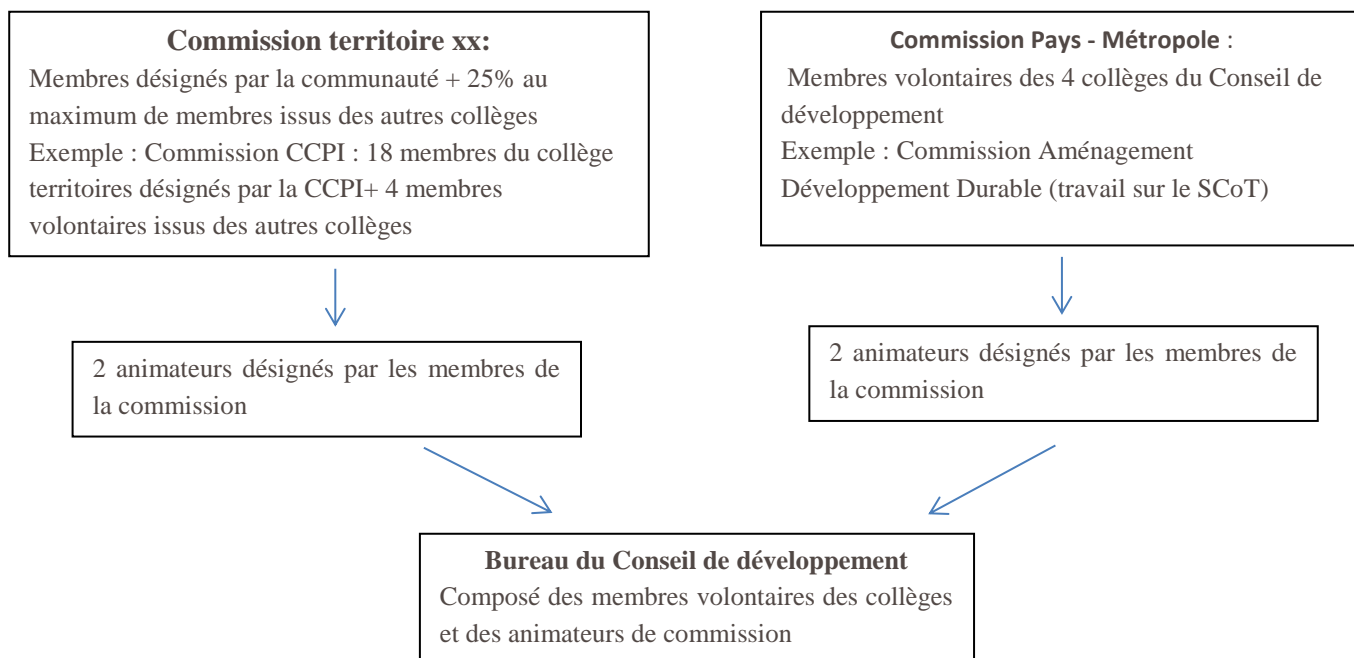 Commission territoire xx:
Membres désignés par la communauté + 25% au
maximum de membres issus des autres collèges
Exemple : Commission CCPI : 18 membres du collège
territoires désignés par la CCPI+ 4 membres
volontaires issus des autres collèges
Commission Pays - Métropole :
Membres volontaires des 4 collèges du Conseil de
développement
Exemple : Commission Aménagement
Développement Durable (travail sur le SCoT)
2 animateurs désignés par les membres de
la commission
2 animateurs désignés par les membres de
la commission
Bureau du Conseil de développement
Composé des membres volontaires des collèges
et des animateurs de commission